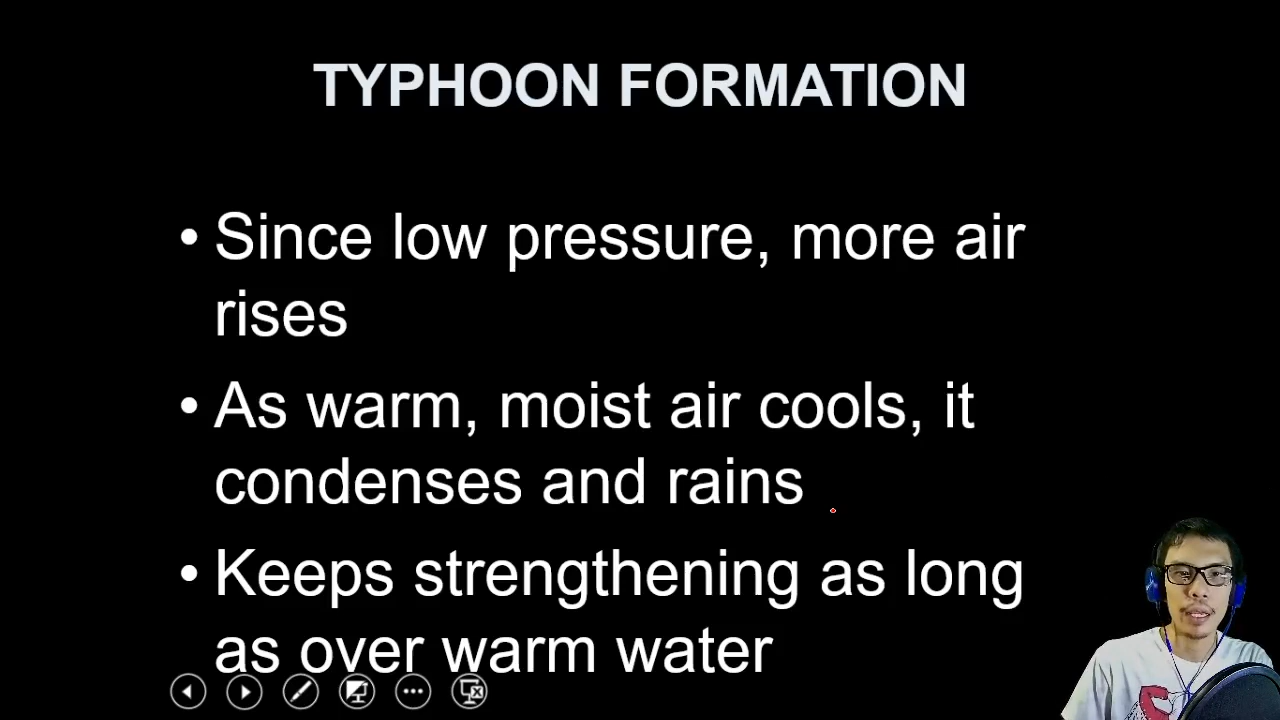 TYPHOON FORMATION
• Since low pressure, more air
rises
• As warm, moist air cools, it
condenses and rains
• Keeps strengthening as long
as over warm water